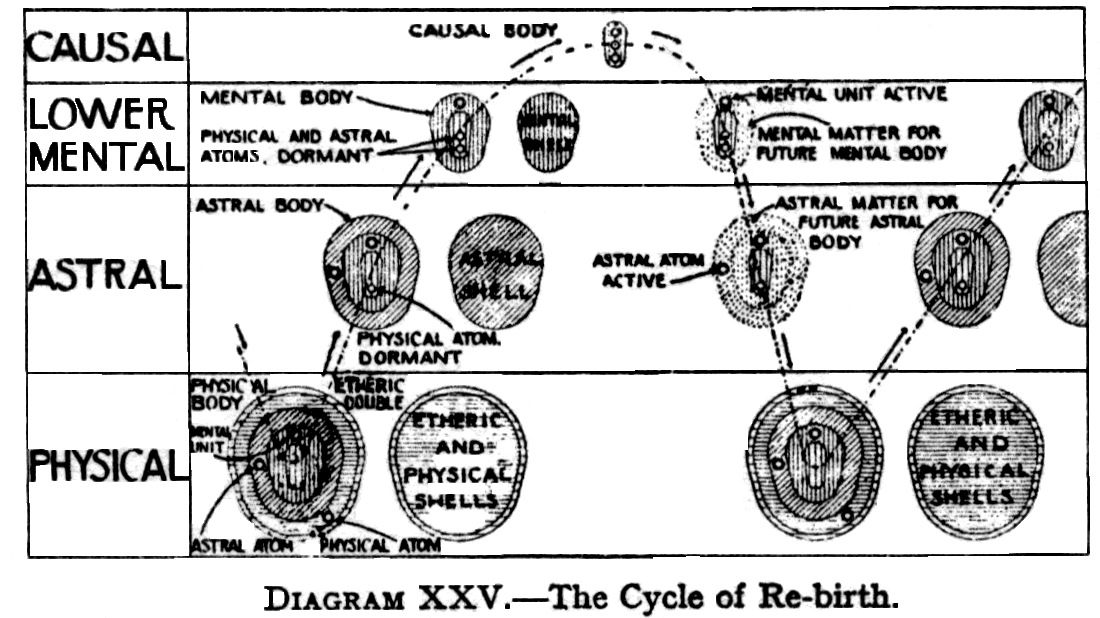 CAUSAL
CAUSAL BODY
LOWER
MENTAL
MENTAL BODY
PHYSICAL AND ASTRAL
ATOMS, DORMANT
MENTAL
SHELL
MENTAL UNIT ACTIVE
MENTAL MATTER FOR
FUTURE MENTAL BODY
ASTRAL
ASTRAL BODY
ASTRAL
SHELL
PHYSICAL ATOM.
DORMANT
ASTRAL MATTER FOR
FUTURE ASTRAL
BODY
ASTRAL ATOM
ACTIVE
PHYSICAL
PHYSICAL
BODY
ETHERIC
DOUBLE
MENTAL
UNIT
ASTRAL ATOM
PHYSICAL ATOM
ETHERIC
AND
PHYSICAL
SHELLS
ETHERIC
AND
PHYSICAL
SHELLS
DIAGRAM XXV.—The Cycle of Re-birth.